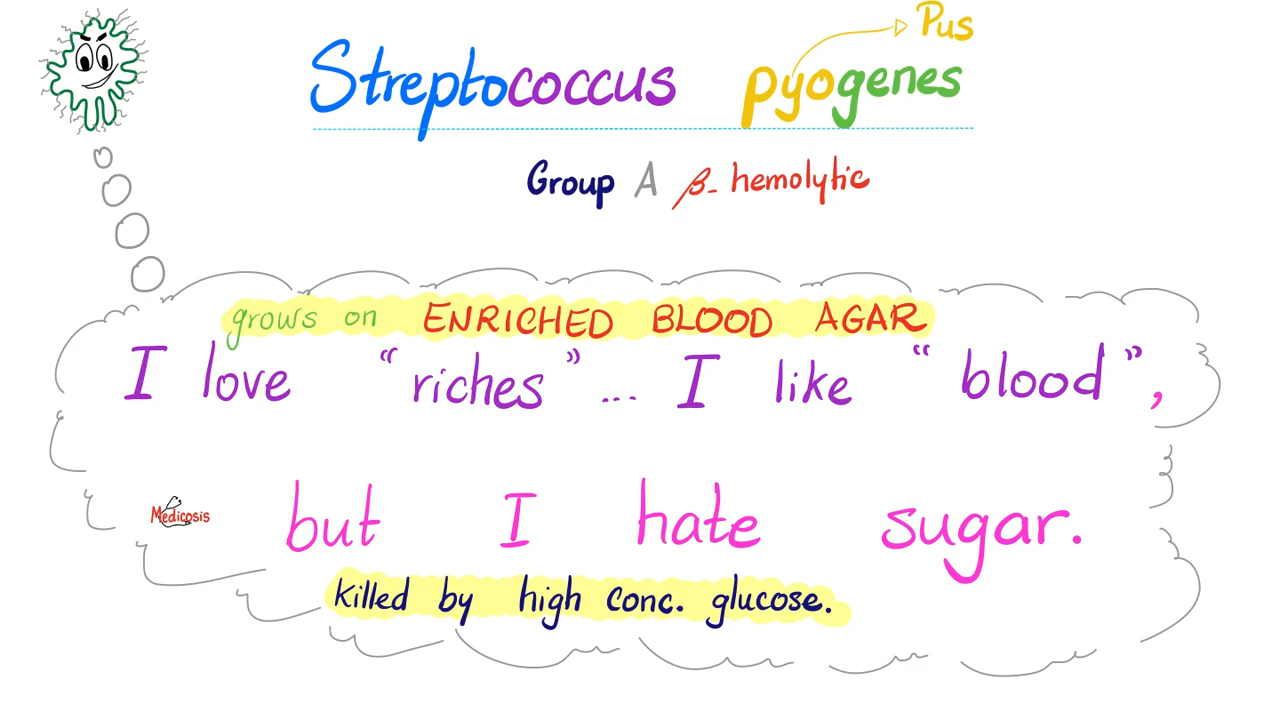 Pus
Streptococcus pyogenes
Group A β- hemolytic
grows on ENRICHED BLOOD AGAR
I love "riches" ... I like "blood",
Medicosis
but I hate sugar.
Killed by high conc. glucose.